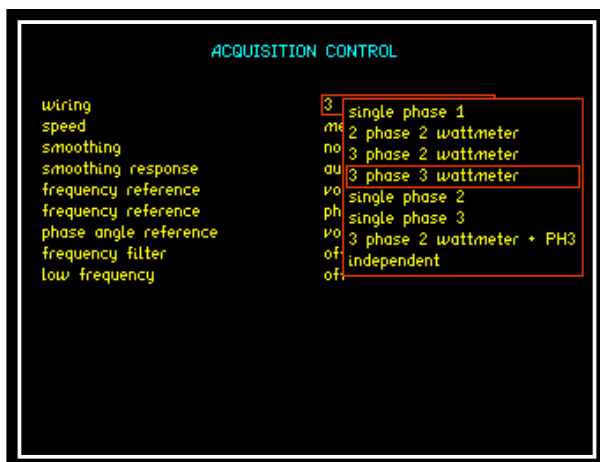 ACQUISITION CONTROL
wiring 3
speed me
smoothing no
smoothing response au
frequency reference vo
frequency reference ph
phase angle reference vo
frequency filter of
low frequency off
single phase 1
2 phase 2 wattmeter
3 phase 2 wattmeter
3 phase 3 wattmeter
single phase 2
single phase 3
3 phase 2 wattmeter + PH3
independent